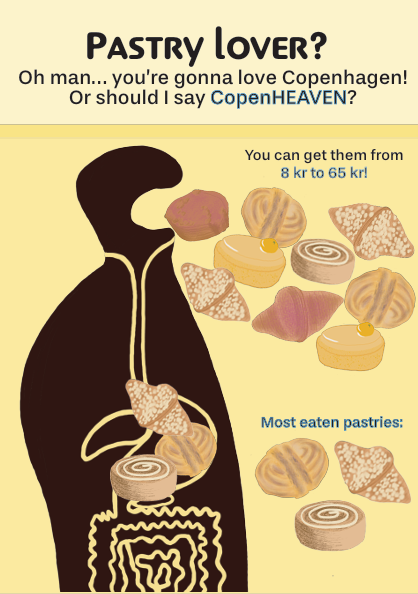 PASTRY LOVER?
Oh man... you're gonna love Copenhagen!
Or should I say CopenHEAVEN?
You can get them from
8 kr to 65 kr!
Most eaten pastries: